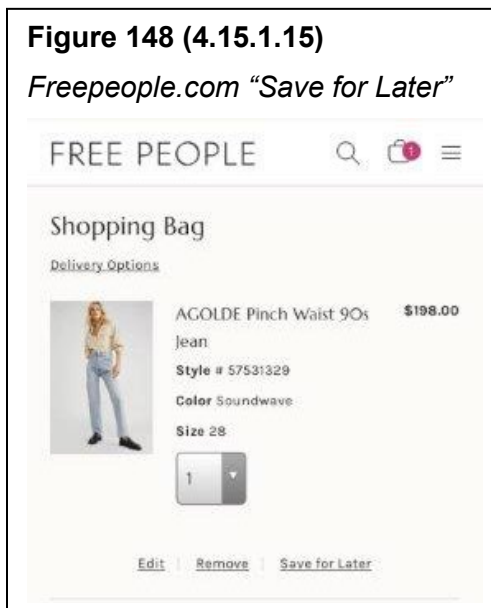 Figure 148 (4.15.1.15)
Freepeople.com “Save for Later”
FREE PEOPLE
1
Shopping Bag
Delivery Options
AGOLDE Pinch Waist 90s $198.00
Jean
Style # 57531329
Color Soundwave
Size 28
1
Edit Remove Save for Later